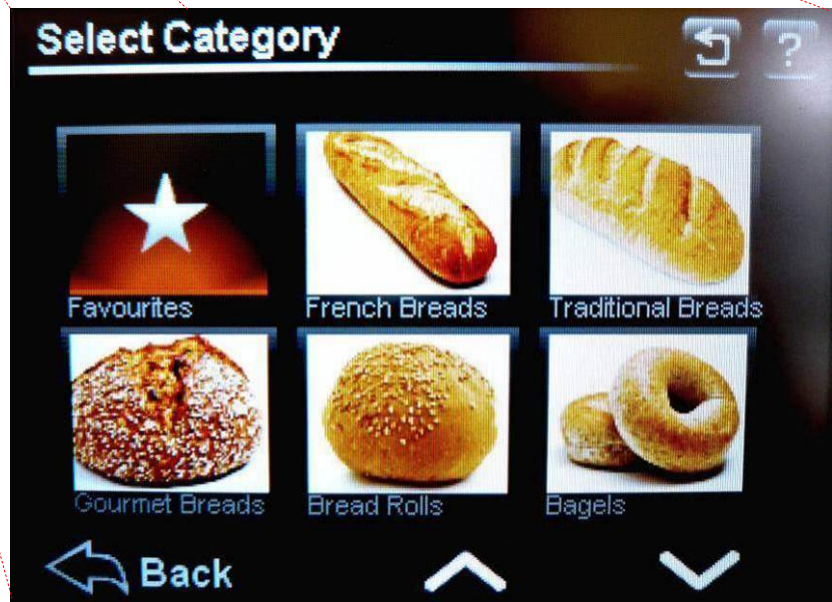 Select Category
?
Favourites
French Breads
Traditional Breads
Gourmet Breads
Bread Rolls
Bagels
Back